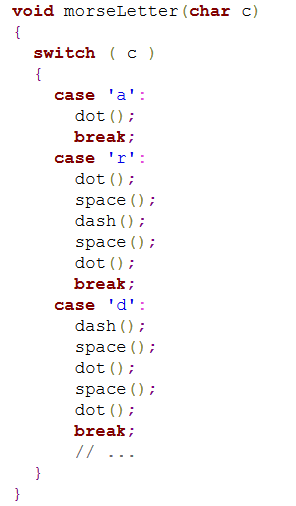 void morseLetter(char c)
{
  switch ( c )
  {
    case 'a':
      dot();
      break;
    case 'r':
      dot();
      space();
      dash();
      space();
      dot();
      break;
    case 'd':
      dash();
      space();
      dot();
      space();
      dot();
      break;
      // ...
  }
}